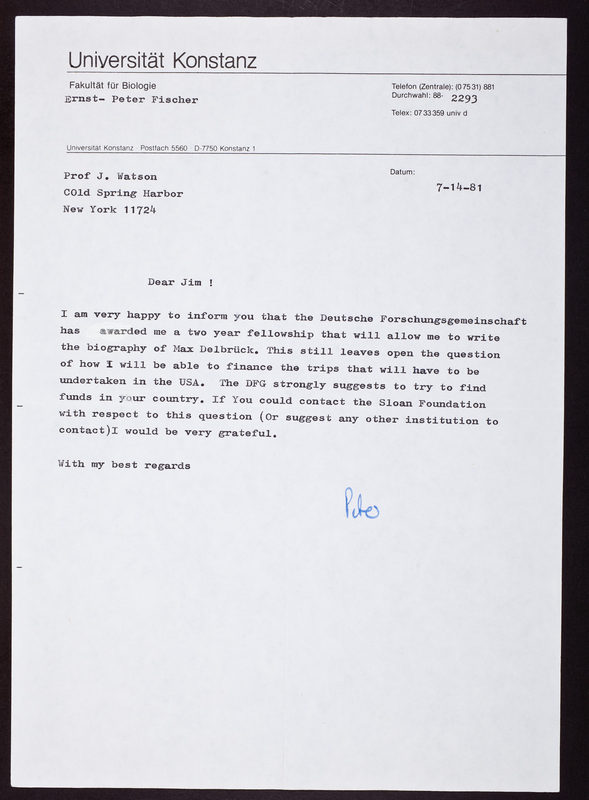 Universität Konstanz
Fakultät für Biologie
Ernst- Peter Fischer
Telefon (Zentrale): (0 75 31) 881
Durchwahl: 88- 2293
Telex: 07 33 359 univ d
Universität Konstanz · Postfach 5560 · D-7750 Konstanz 1
Prof J. Watson
COld Spring Harbor
New York 11724
Datum:
7-14-81
Dear Jim !
I am very happy to inform you that the Deutsche Forschungsgemeinschaft
has awarded me a two year fellowship that will allow me to write
the biography of Max Delbrück. This still leaves open the question
of how I will be able to finance the trips that will have to be
undertaken in the USA. The DFG strongly suggests to try to find
funds in your country. If You could contact the Sloan Foundation
with respect to this question (Or suggest any other institution to
contact)I would be very grateful.
With my best regards
Peter